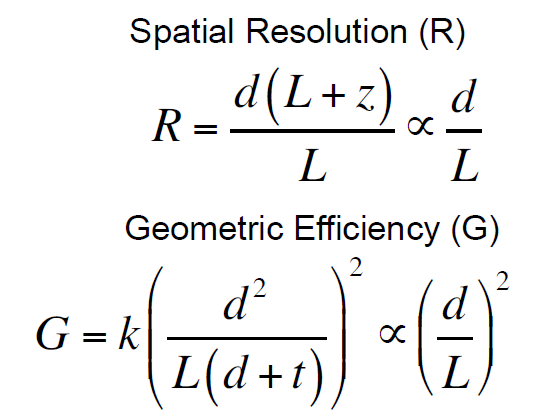 Spatial Resolution (R)
R = d(L + z) / L ∝ d / L
Geometric Efficiency (G)
G = k(d² / L(d + t))² ∝ (d / L)²